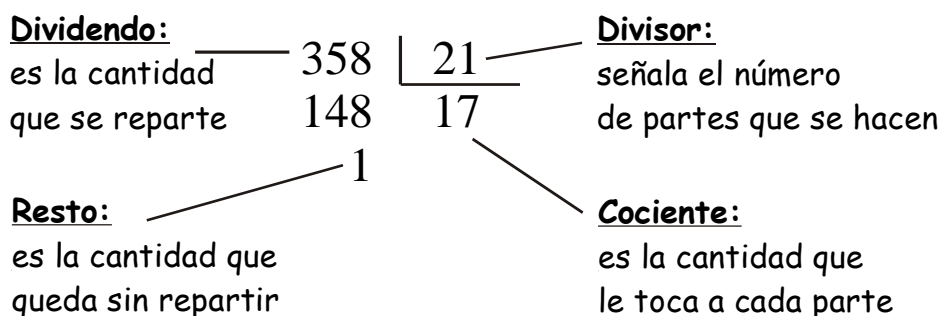 Dividendo:
es la cantidad
que se reparte
358 21
148 17
1
Divisor:
señala el número
de partes que se hacen
Resto:
es la cantidad que
queda sin repartir
Cociente:
es la cantidad que
le toca a cada parte